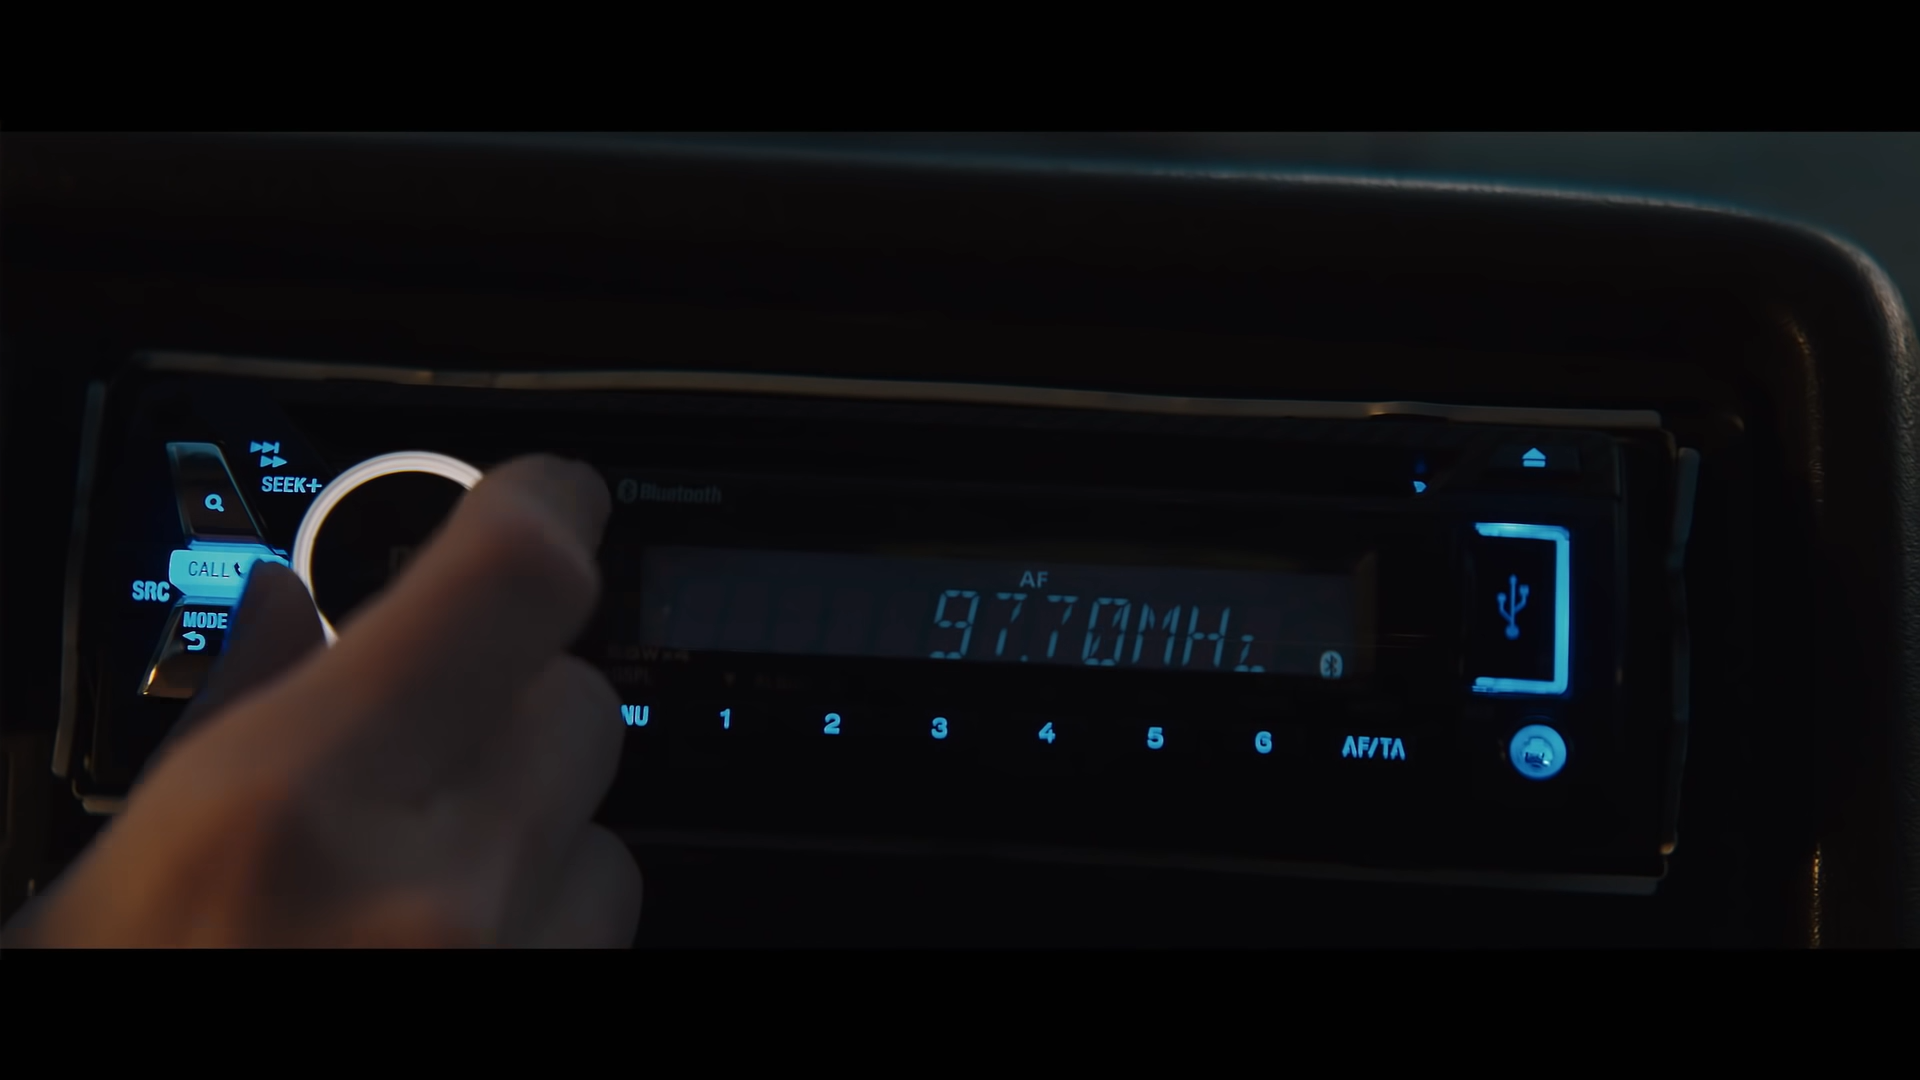 SEEK+
Bluetooth
CALL
AF
SRC
97.70MHz
MODE
NU 1 2 3 4 5 6 AF/TA